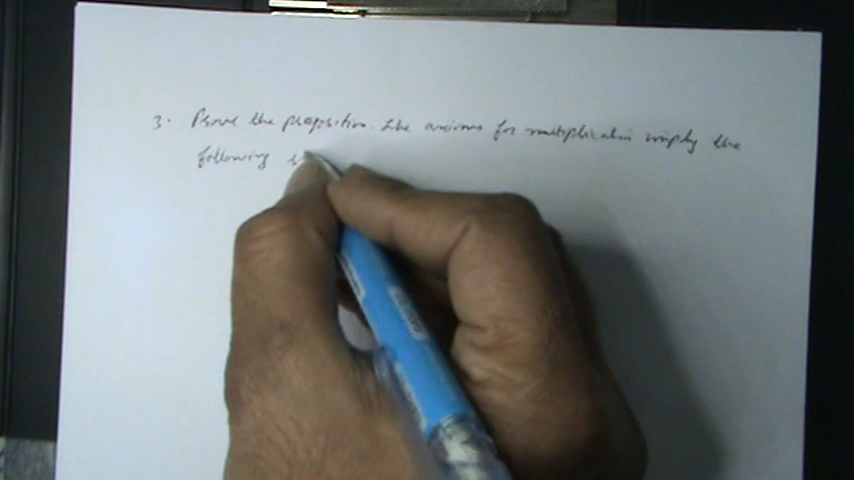 3. Prove the proposition. The axioms for multiplication imply the
following s